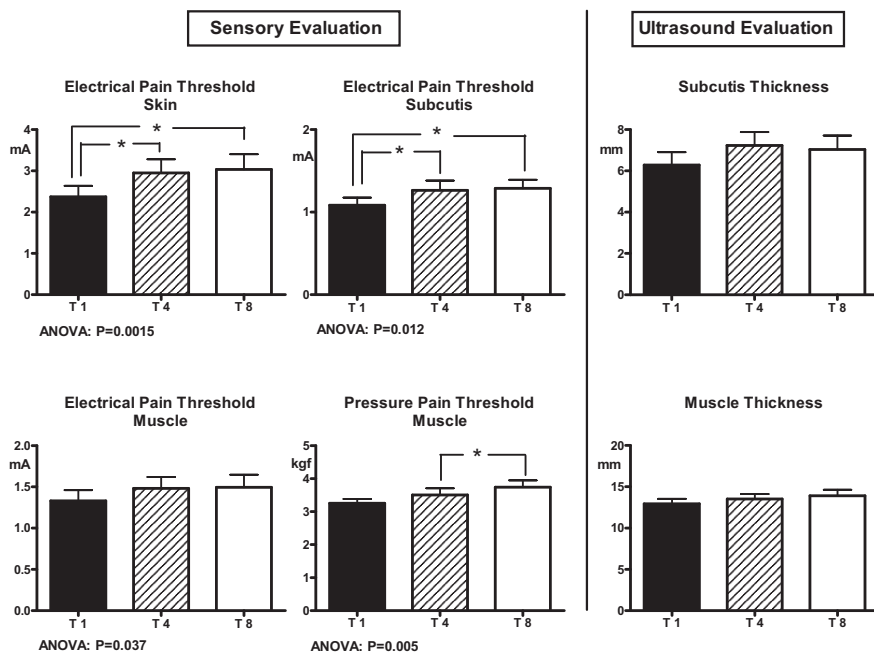 Sensory Evaluation
Ultrasound Evaluation
Electrical Pain Threshold
Skin
4
mA
3
2
1
0
*
*
T 1
T 4
T 8
ANOVA: P=0.0015
Electrical Pain Threshold
Subcutis
2
mA
1
0
*
*
T 1
T 4
T 8
ANOVA: P=0.012
Subcutis Thickness
8
mm
6
4
2
0
T 1
T 4
T 8
Electrical Pain Threshold
Muscle
2.0
mA
1.5
1.0
0.5
0.0
T 1
T 4
T 8
ANOVA: P=0.037
Pressure Pain Threshold
Muscle
5
kgf
4
3
2
1
0
*
T 1
T 4
T 8
ANOVA: P=0.005
Muscle Thickness
20
mm
15
10
5
0
T 1
T 4
T 8